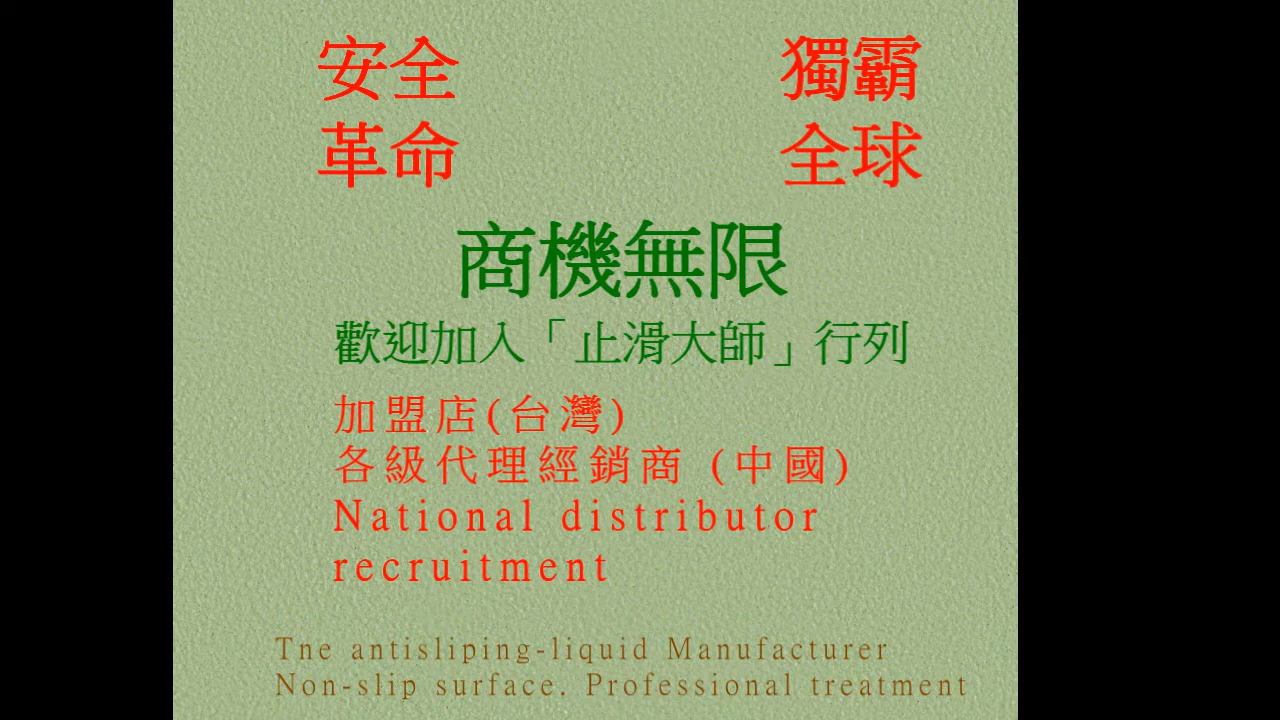 安全 獨霸
革命 全球
商機無限
歡迎加入「止滑大師」行列
加盟店(台灣)
各級代理經銷商 (中國)
National distributor
recruitment
Tne antisliping-liquid Manufacturer
Non-slip surface. Professional treatment